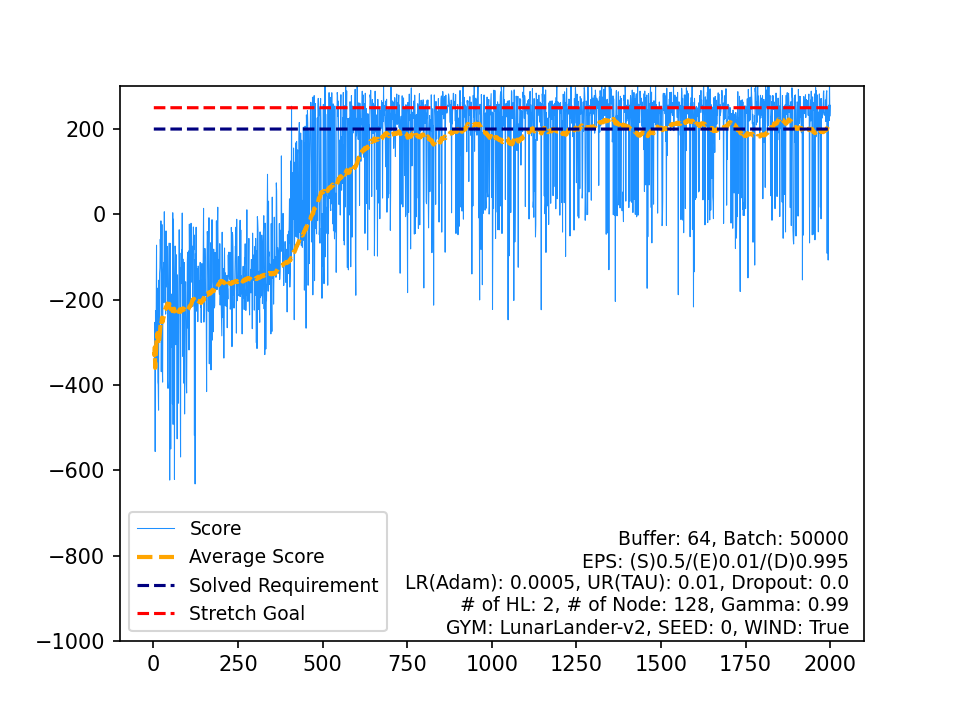 200
0
−200
−400
−600
−800
−1000
Score
Average Score
Solved Requirement
Stretch Goal
Buffer: 64, Batch: 50000
EPS: (S)0.5/(E)0.01/(D)0.995
LR(Adam): 0.0005, UR(TAU): 0.01, Dropout: 0.0
# of HL: 2, # of Node: 128, Gamma: 0.99
GYM: LunarLander-v2, SEED: 0, WIND: True
0 250 500 750 1000 1250 1500 1750 2000